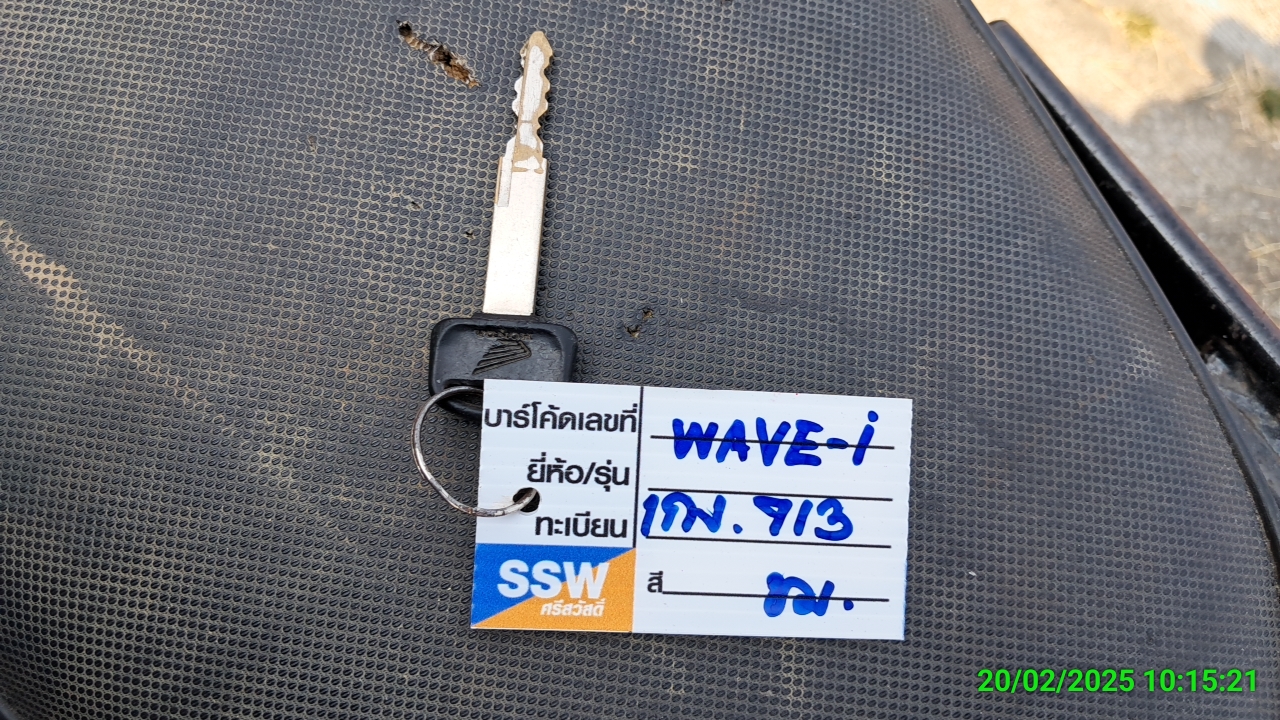 บาร์โค้ดเลขที่
WAVE-i
ยี่ห้อ/รุ่น
ทะเบียน 1กม. 913
SSW
ศรีสวัสดิ์
สี ชม.
20/02/2025 10:15:21